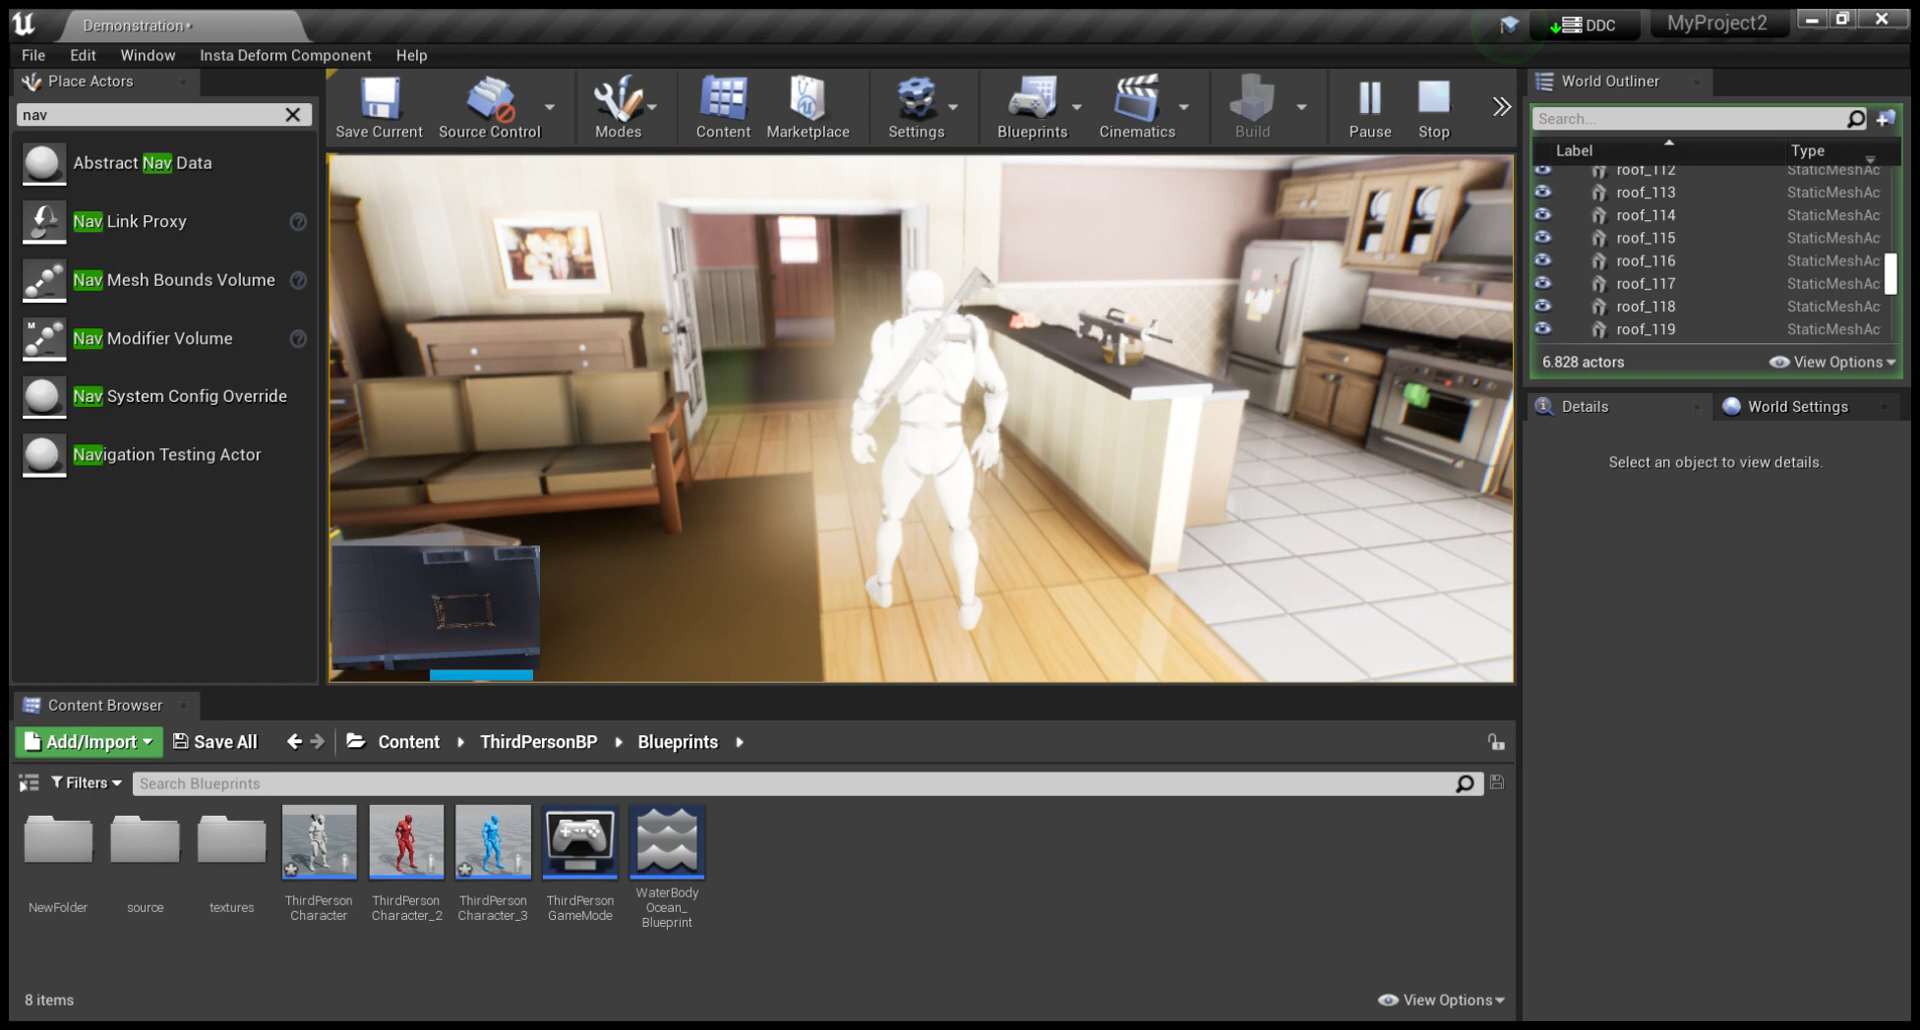 Demonstration•
DDC
MyProject2
File Edit Window Insta Deform Component Help
Place Actors
nav
Abstract Nav Data
Nav Link Proxy
Nav Mesh Bounds Volume
M
Nav Modifier Volume
Nav System Config Override
Navigation Testing Actor
Save Current Source Control Modes Content Marketplace Settings Blueprints Cinematics Build Pause Stop
World Outliner
Search...
Label Type
roof_112 StaticMeshAc
roof_113 StaticMeshAc
roof_114 StaticMeshAc
roof_115 StaticMeshAc
roof_116 StaticMeshAc
roof_117 StaticMeshAc
roof_118 StaticMeshAc
roof_119 StaticMeshAc
6.828 actors View Options
Details World Settings
Select an object to view details.
Content Browser
Add/Import Save All Content ThirdPersonBP Blueprints
Filters Search Blueprints
NewFolder
source
textures
ThirdPerson
Character
ThirdPerson
Character_2
ThirdPerson
Character_3
ThirdPerson
GameMode
WaterBody
Ocean_
Blueprint
8 items View Options